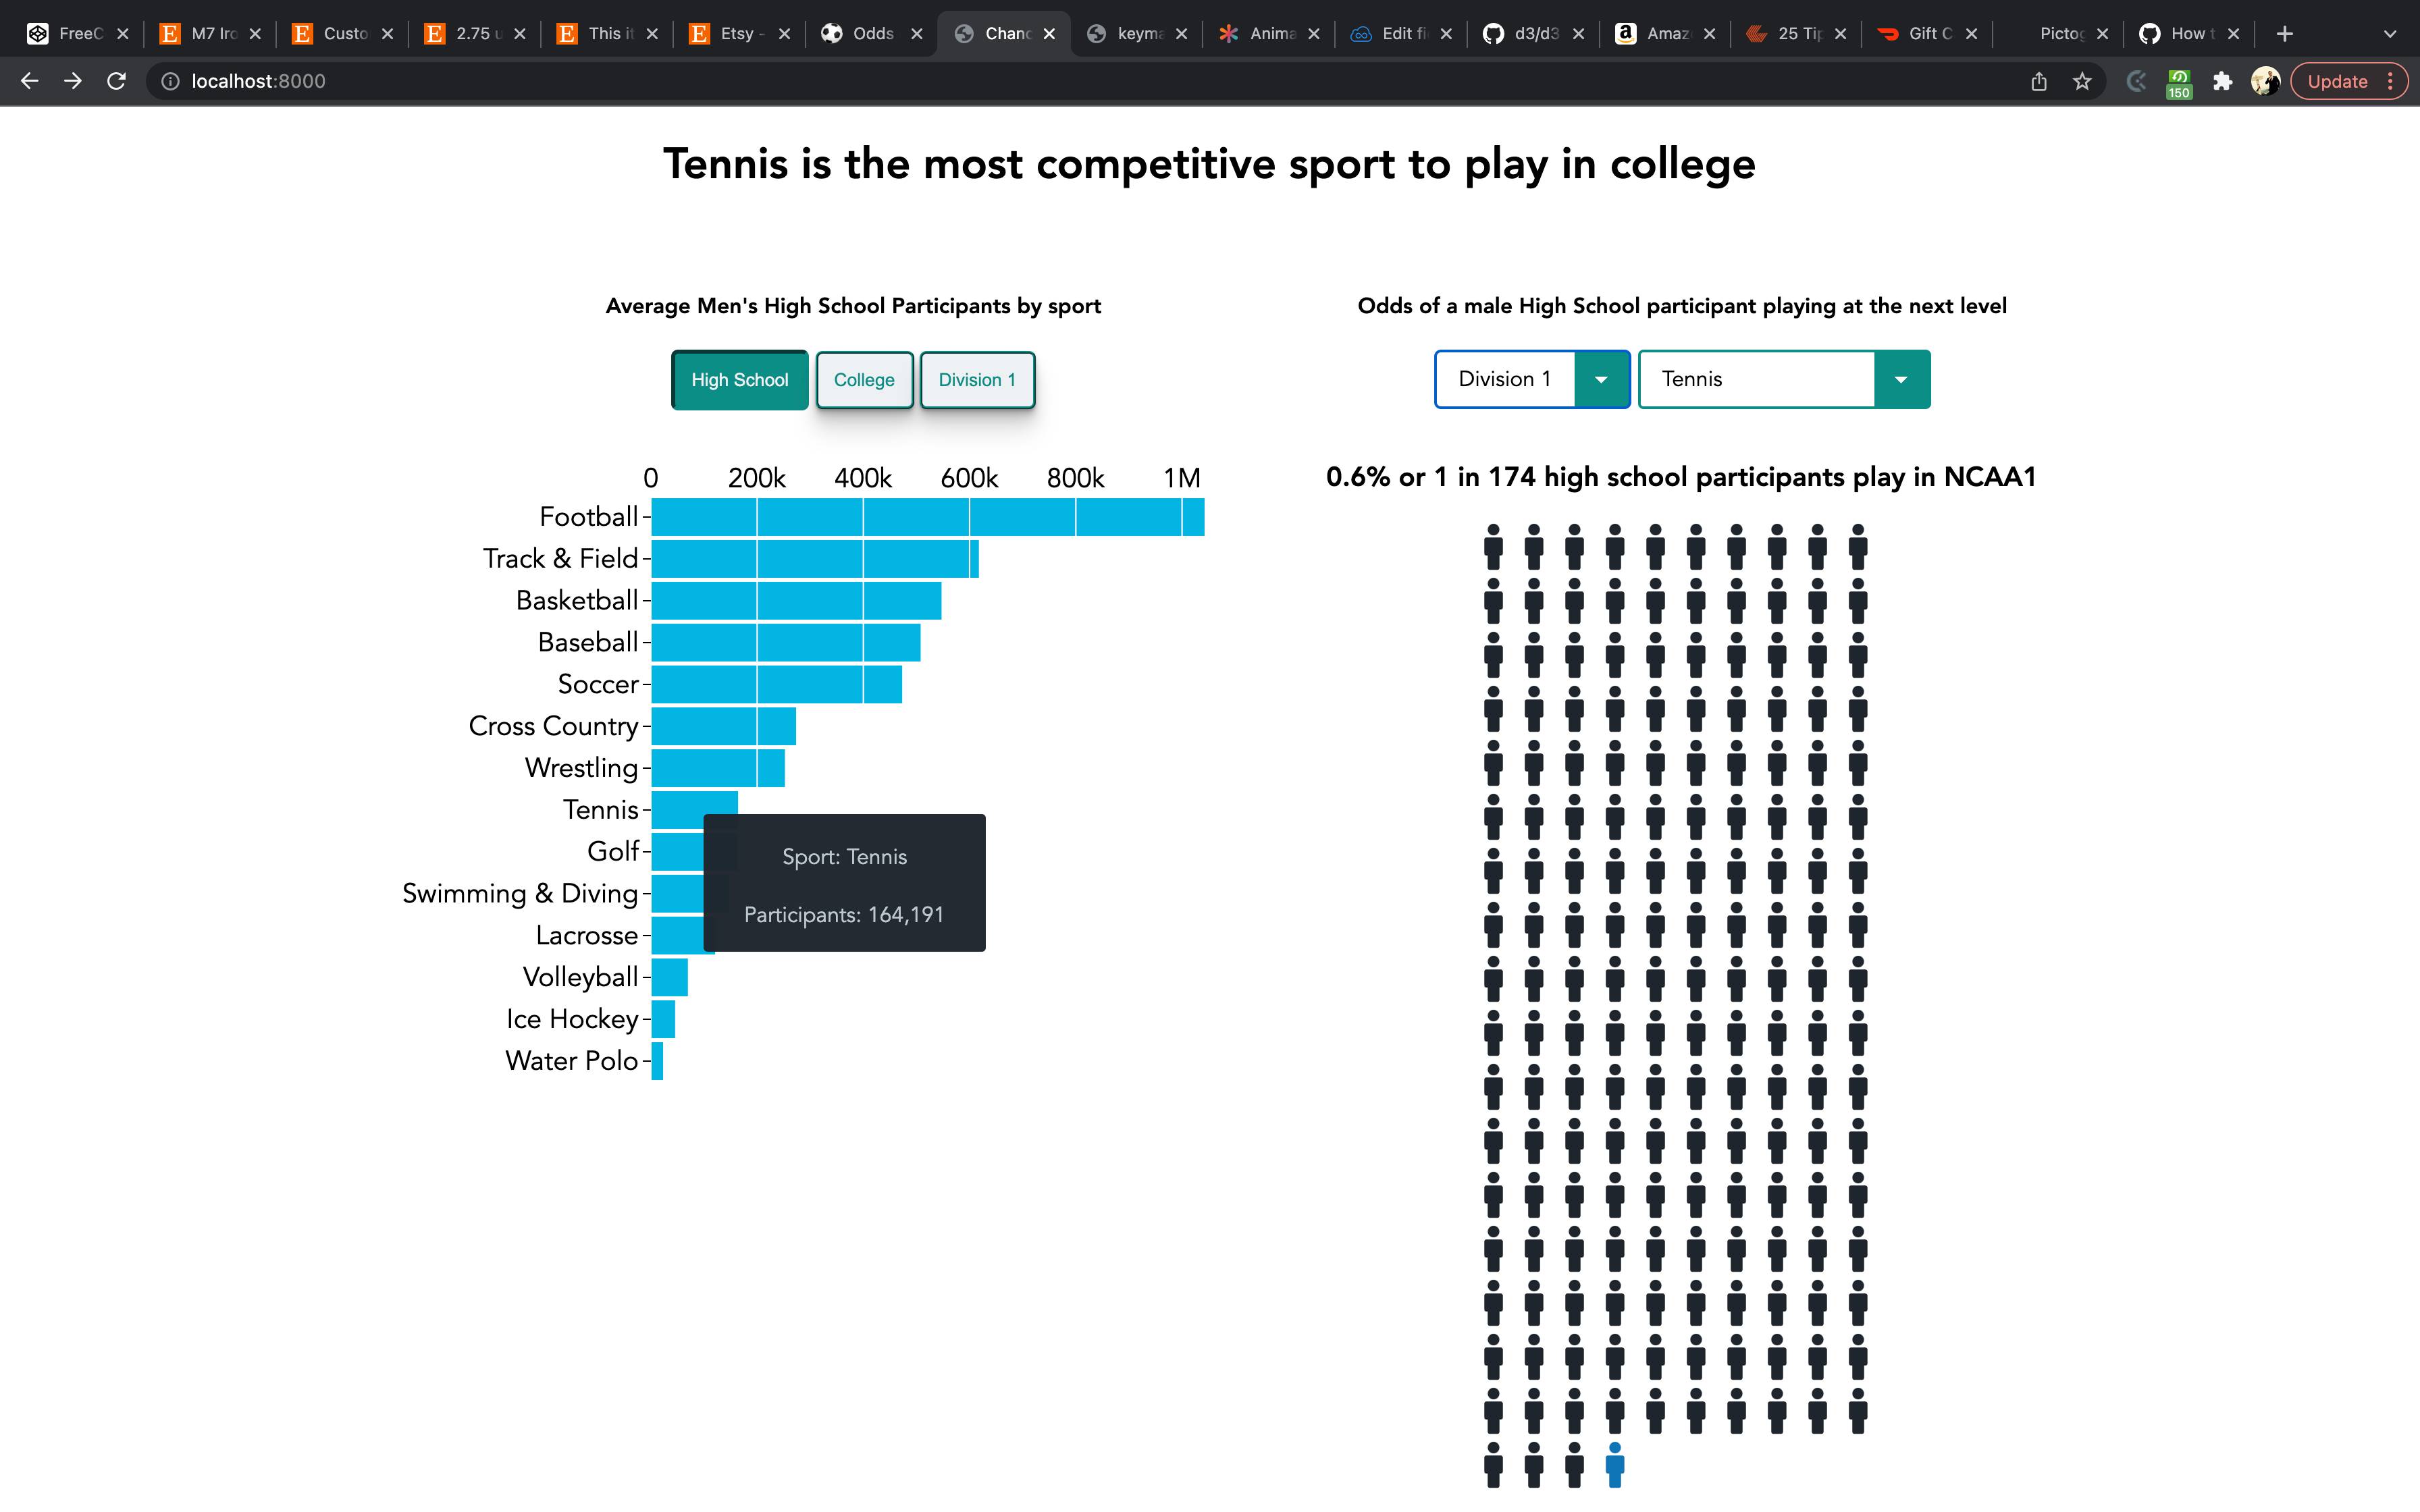 FreeC
M7 Iro
Custo
2.75 u
This it
Etsy -
Odds
Chanc
keyma
Anima
Edit fi
d3/d3
Amaz
25 Tip
Gift C
Pictog
How t
localhost:8000
150
Update
Tennis is the most competitive sport to play in college
Average Men's High School Participants by sport
High School
College
Division 1
0 200k 400k 600k 800k 1M
Football
Track & Field
Basketball
Baseball
Soccer
Cross Country
Wrestling
Tennis
Golf
Swimming & Diving
Lacrosse
Volleyball
Ice Hockey
Water Polo
Sport: Tennis
Participants: 164,191
Odds of a male High School participant playing at the next level
Division 1
Tennis
0.6% or 1 in 174 high school participants play in NCAA1